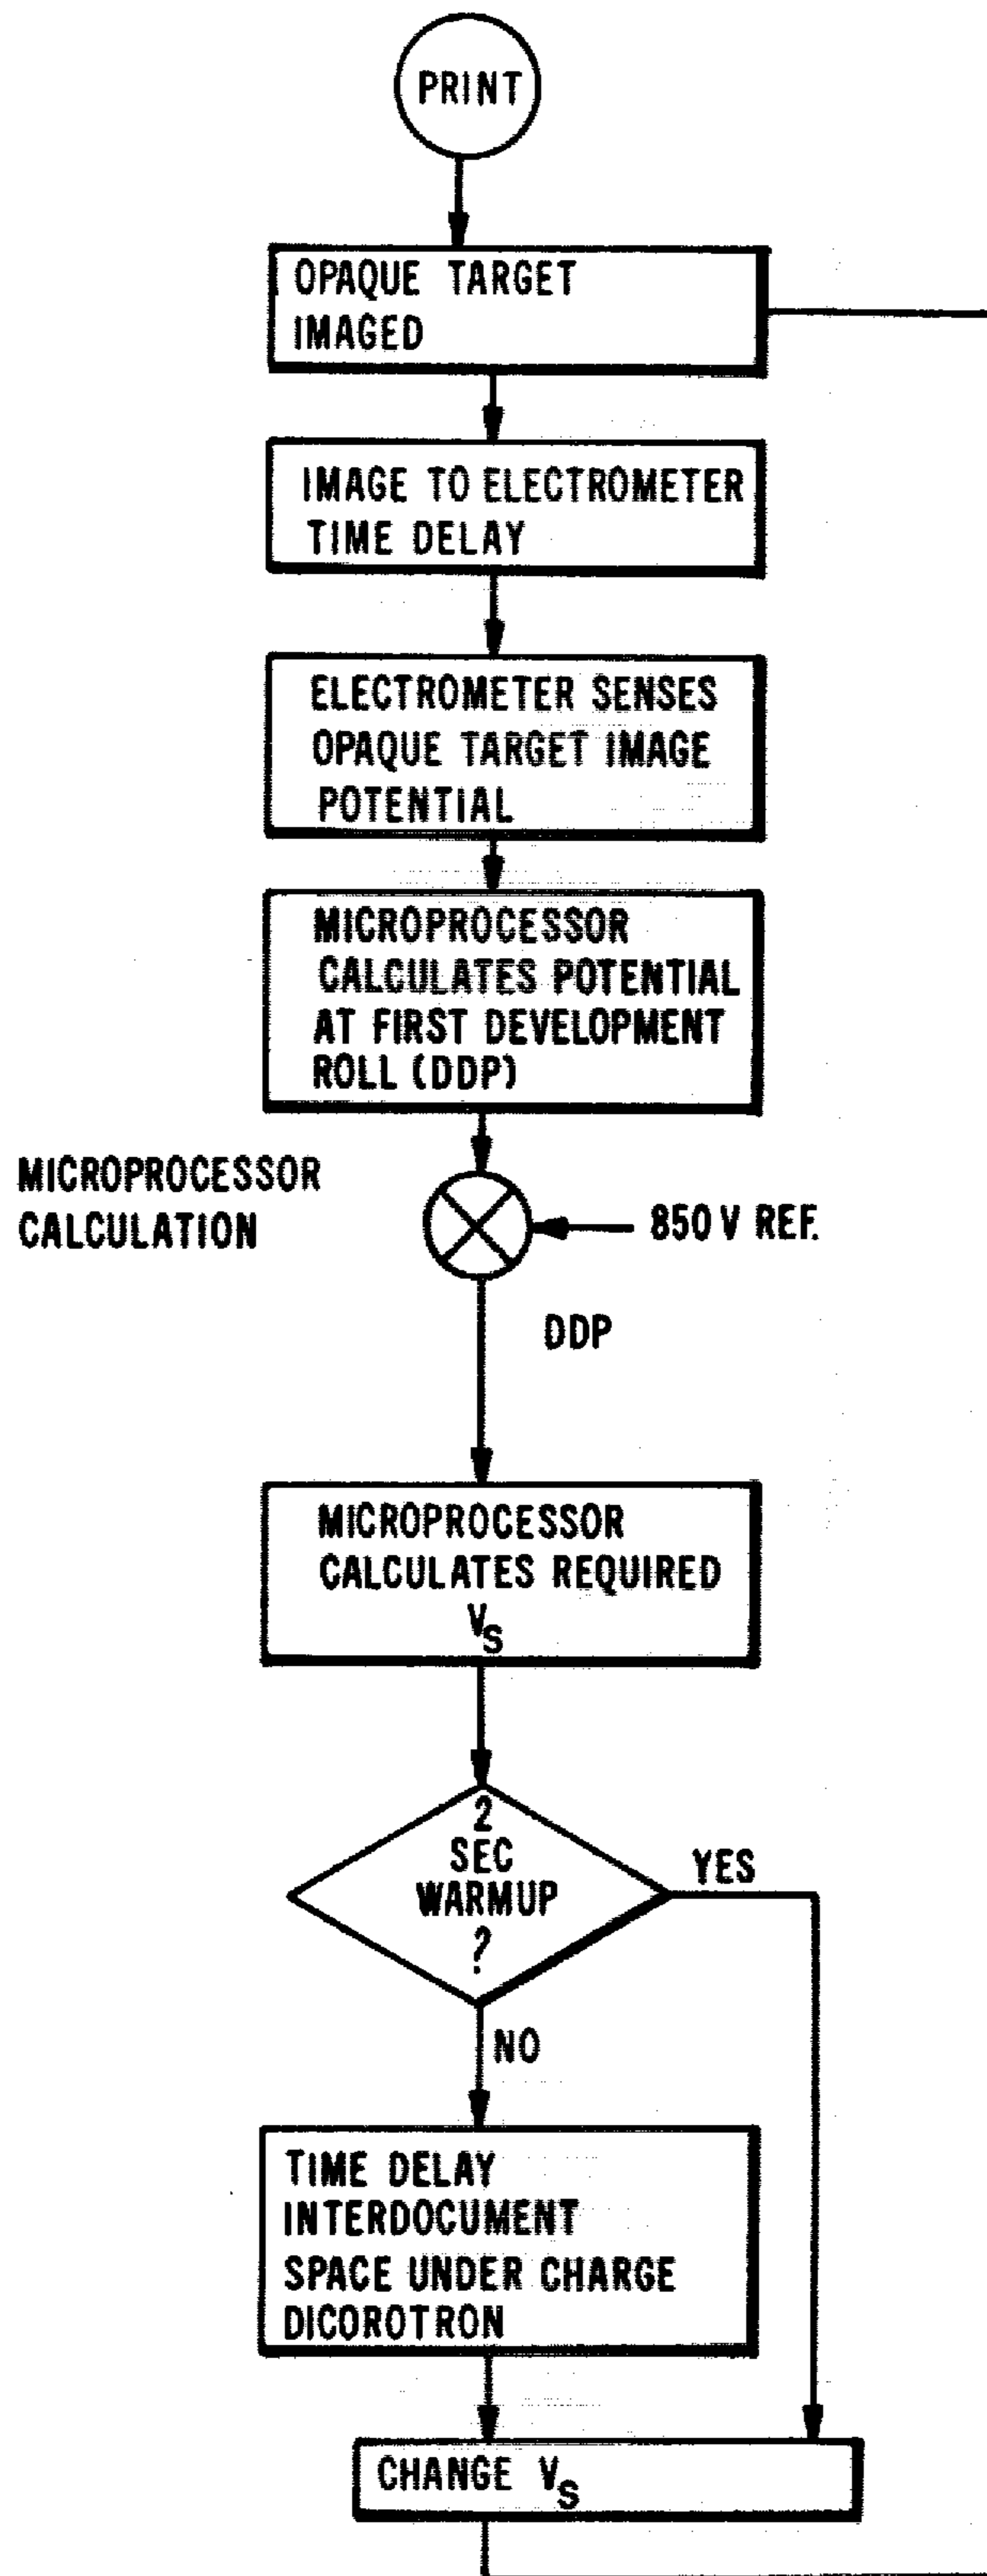 PRINT
OPAQUE TARGET
IMAGED
IMAGE TO ELECTROMETER
TIME DELAY
ELECTROMETER SENSES
OPAQUE TARGET IMAGE
POTENTIAL
MICROPROCESSOR
CALCULATES POTENTIAL
AT FIRST DEVELOPMENT
ROLL (DDP)
MICROPROCESSOR
CALCULATION
850 V REF.
DDP
MICROPROCESSOR
CALCULATES REQUIRED
VS
2
SEC
WARMUP
?
YES
NO
TIME DELAY
INTERDOCUMENT
SPACE UNDER CHARGE
DICOROTRON
CHANGE VS